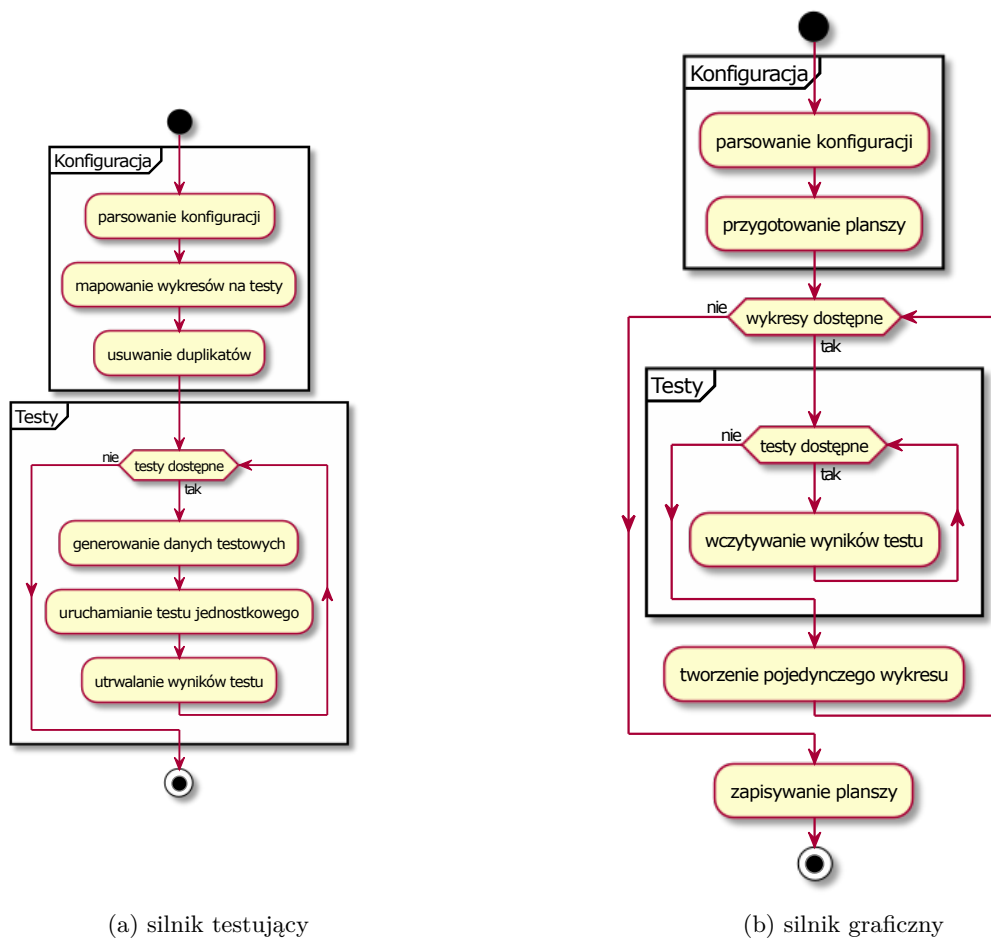 Konfiguracja
parsowanie konfiguracji
mapowanie wykresów na testy
usuwanie duplikatów
Testy
nie
testy dostępne
tak
generowanie danych testowych
uruchamianie testu jednostkowego
utrwalanie wyników testu
(a) silnik testujący
Konfiguracja
parsowanie konfiguracji
przygotowanie planszy
nie
wykresy dostępne
tak
Testy
nie
testy dostępne
tak
wczytywanie wyników testu
tworzenie pojedynczego wykresu
zapisywanie planszy
(b) silnik graficzny